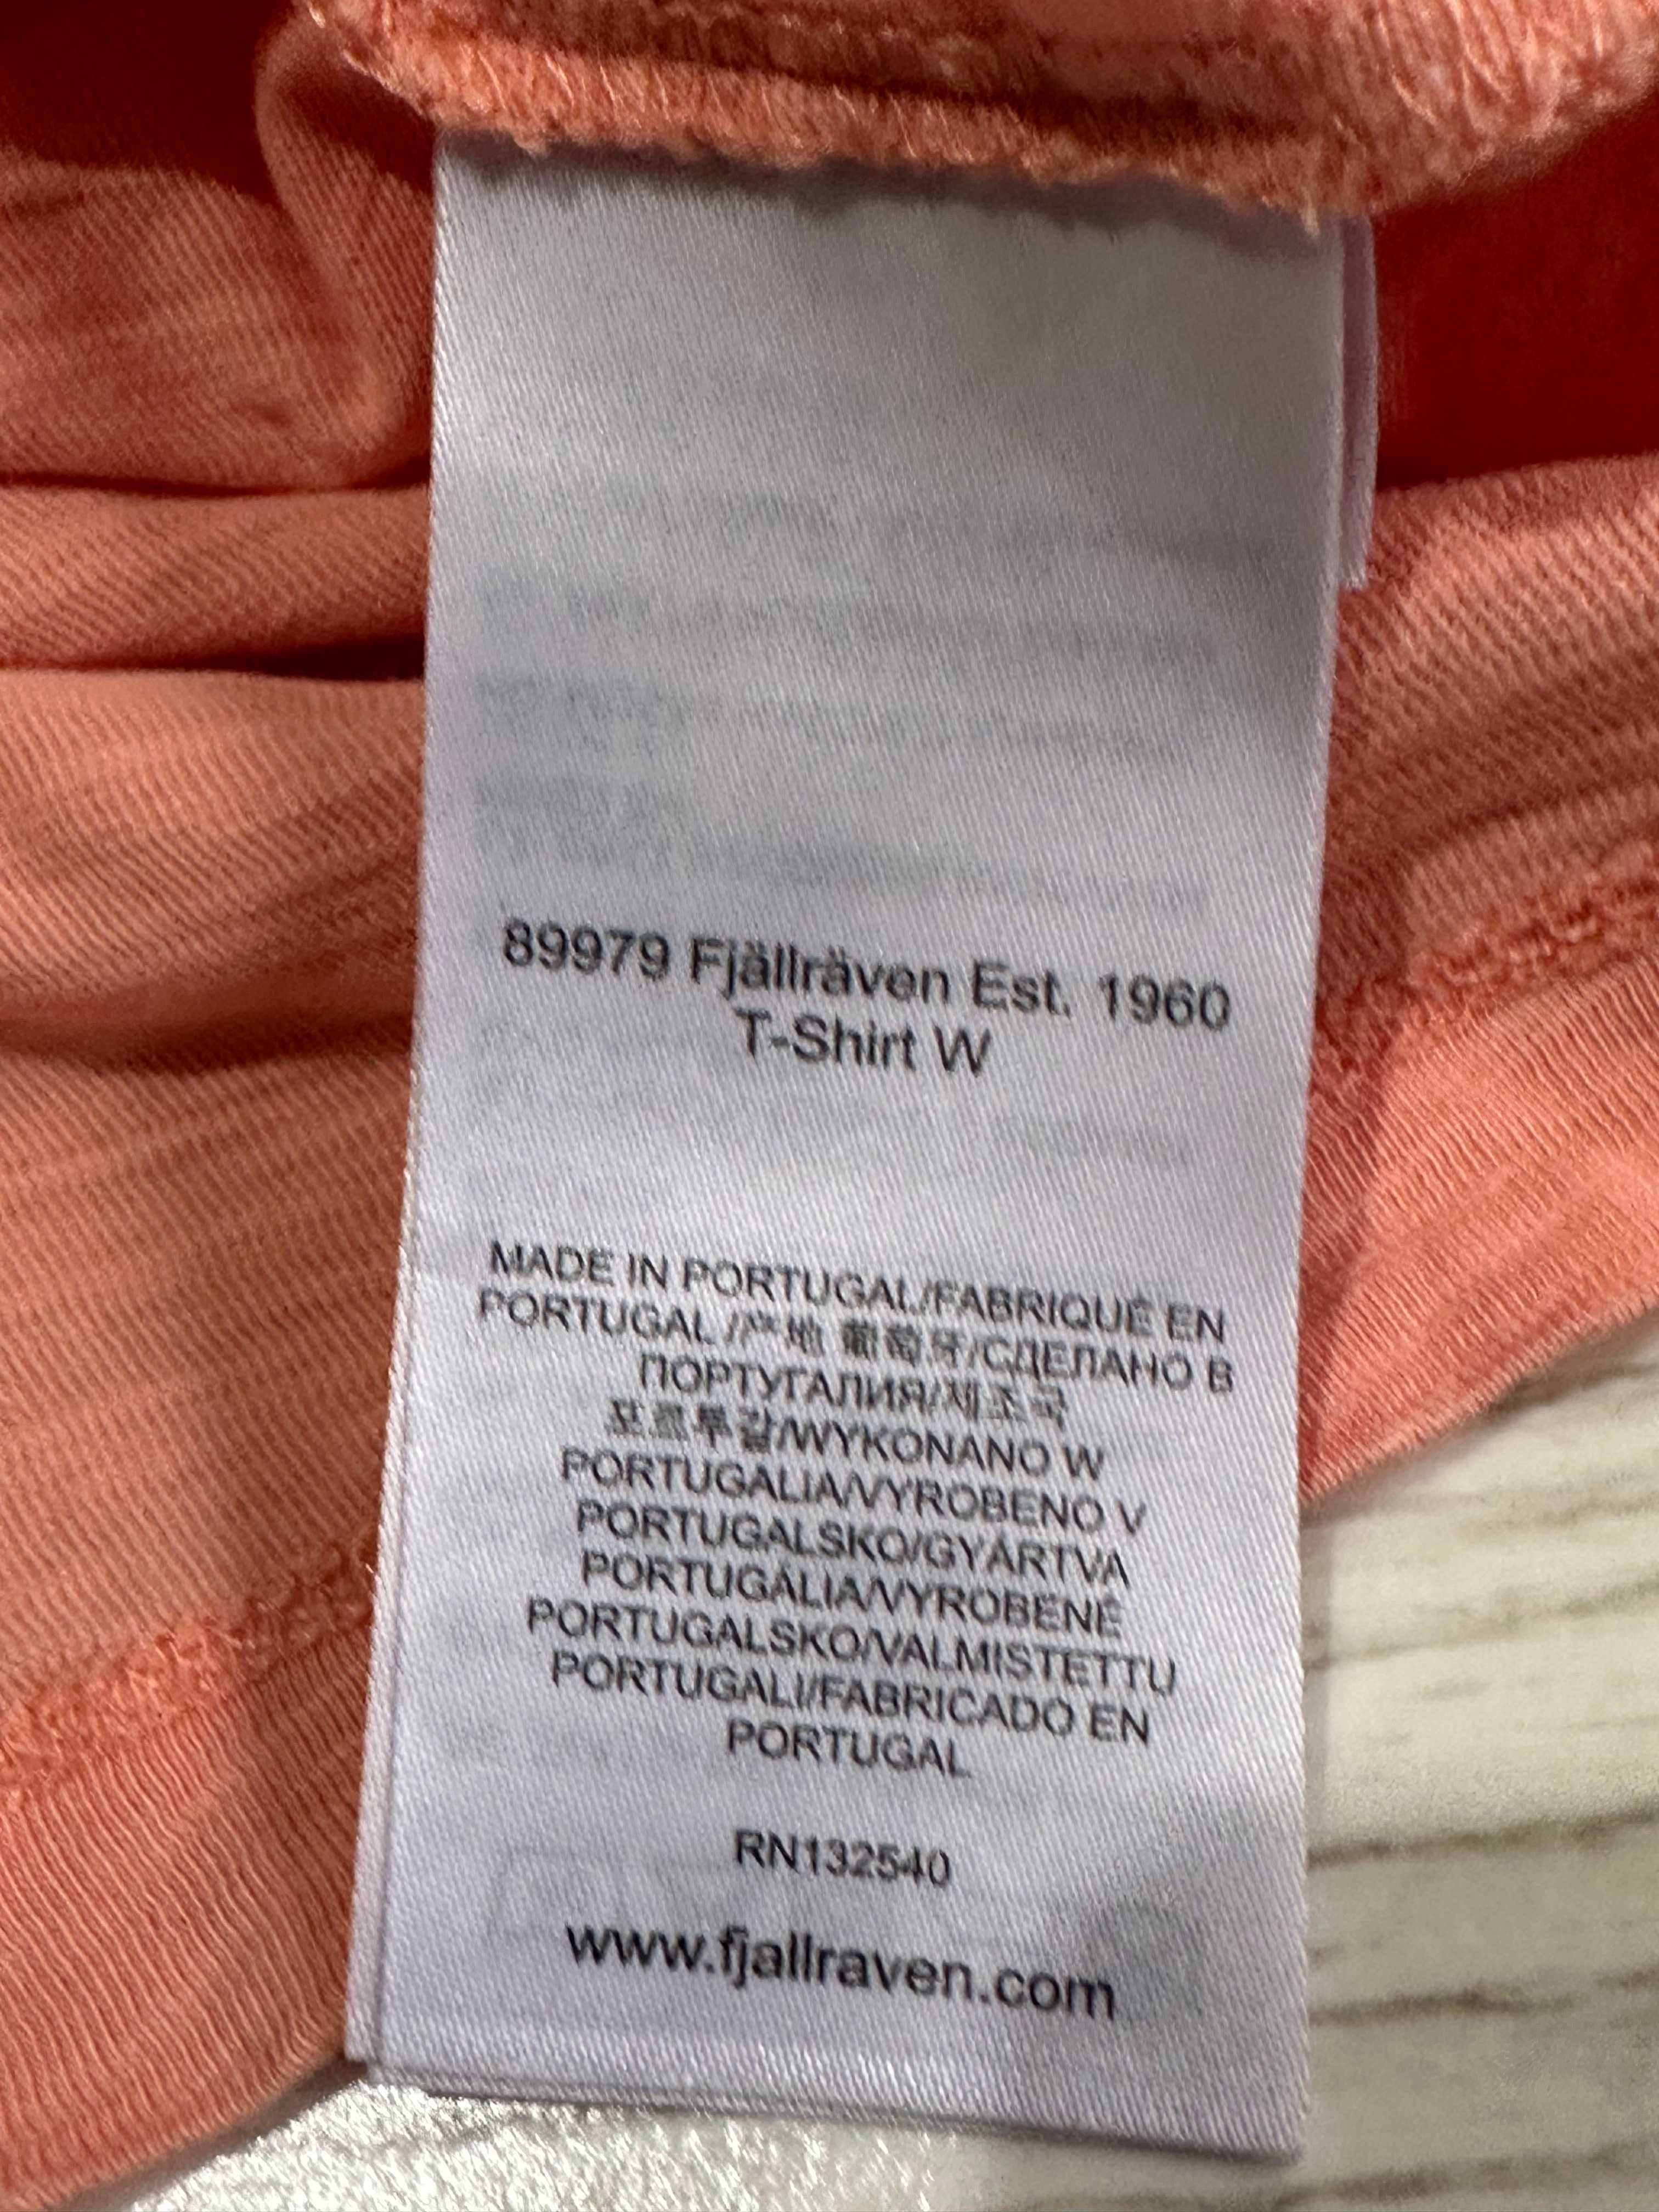 89979 Fjällräven Est. 1960
T-Shirt W
MADE IN PORTUGAL/FABRIQUÉ EN
PORTUGAL /产地 葡萄牙/СДЕЛАНО В
ПОРТУГАЛИЯ/제조국
포르투갈/WYKONANO W
PORTUGALIA/VYROBENO V
PORTUGALSKO/GYÁRTVA
PORTUGÁLIA/VYROBENÉ
PORTUGALSKO/VALMISTETTU
PORTUGALI/FABRICADO EN
PORTUGAL
RN132540
www.fjallraven.com